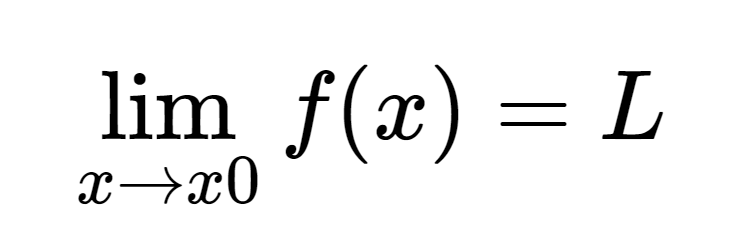 lim f(x) = L
x→x0